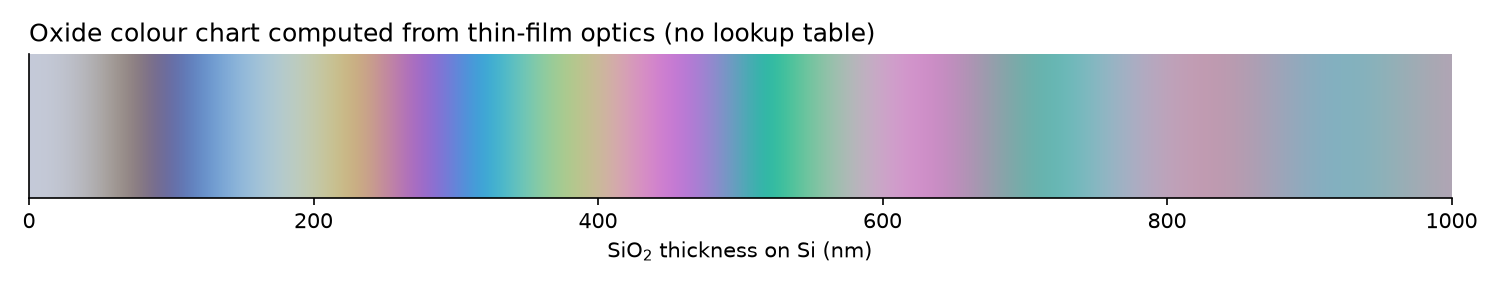 Oxide colour chart computed from thin-film optics (no lookup table)
0 200 400 600 800 1000
SiO₂ thickness on Si (nm)